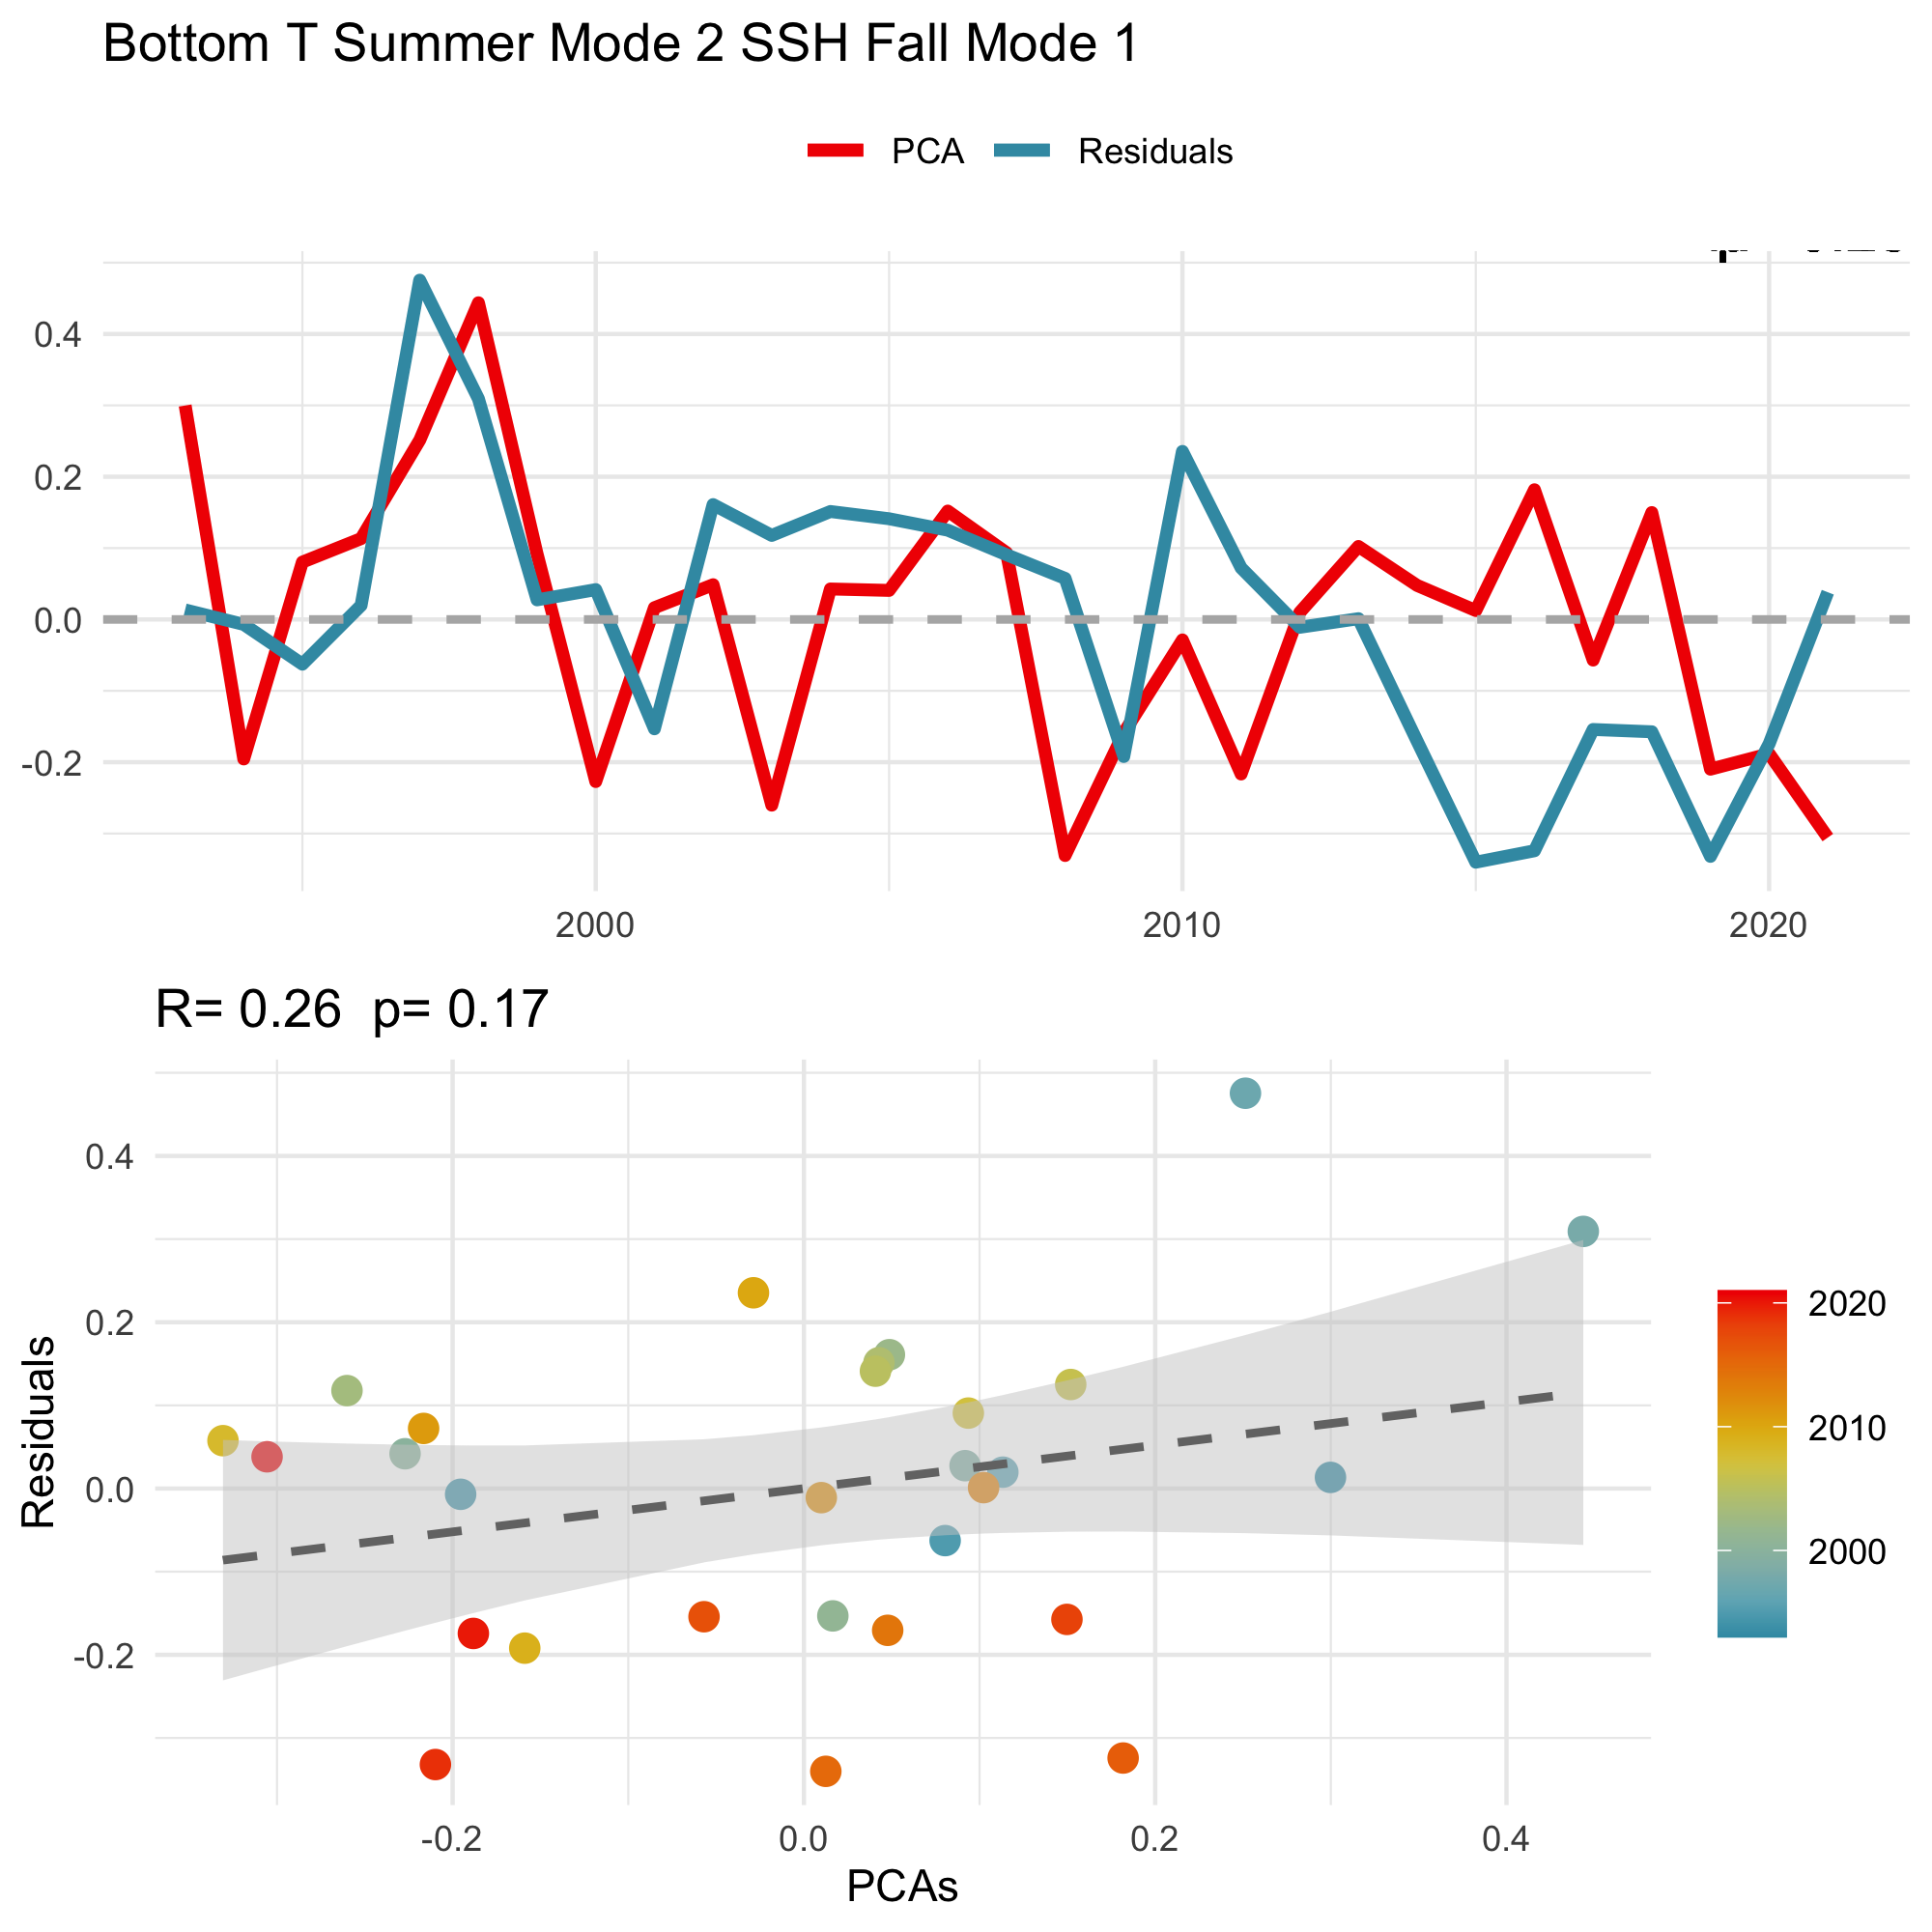 Bottom T Summer Mode 2 SSH Fall Mode 1
PCA Residuals
0.4
0.2
0.0
-0.2
2000 2010 2020
R= 0.26 p= 0.17
Residuals
0.4
0.2
0.0
-0.2
-0.2 0.0 0.2 0.4
PCAs
2020
2010
2000